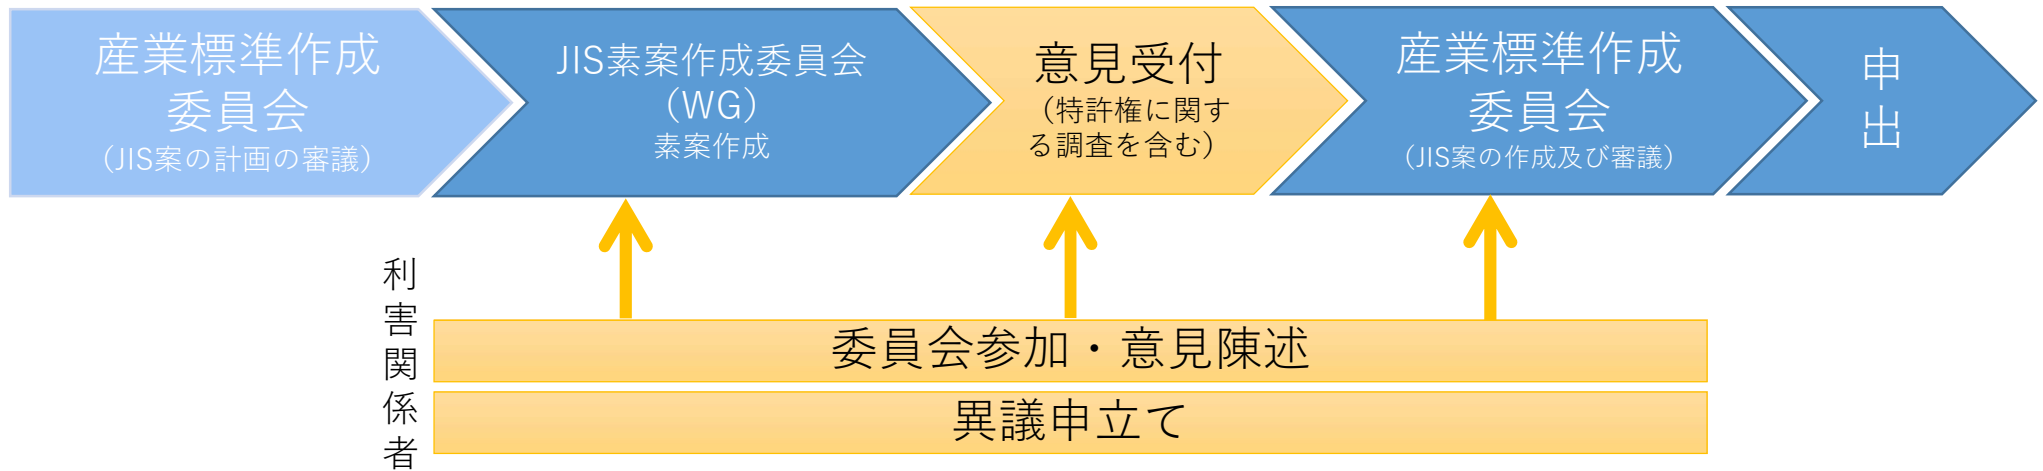 産業標準作成
委員会
（JIS案の計画の審議）
JIS素案作成委員会
（WG）
素案作成
意見受付
（特許権に関す
る調査を含む）
産業標準作成
委員会
（JIS案の作成及び審議）
申
出
利
害
関
係
者
委員会参加・意見陳述
異議申立て